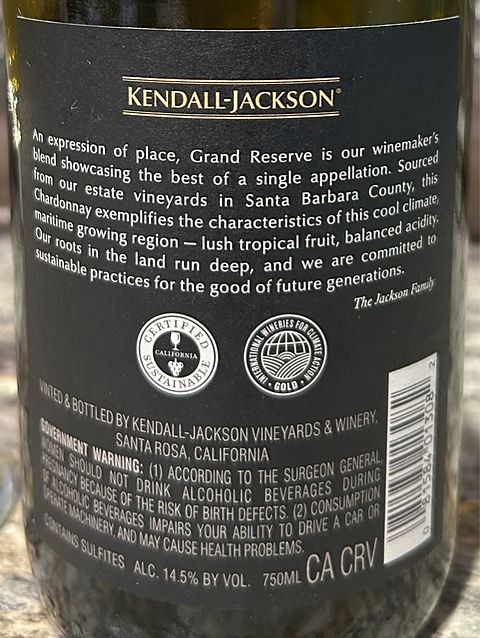 KENDALL-JACKSON®
An expression of place, Grand Reserve is our winemaker's
blend showcasing the best of a single appellation. Sourced
from our estate vineyards in Santa Barbara County, this
Chardonnay exemplifies the characteristics of this cool climate,
maritime growing region — lush tropical fruit, balanced acidity.
Our roots in the land run deep, and we are committed to
sustainable practices for the good of future generations.
The Jackson Family
CERTIFIED
CALIFORNIA
SUSTAINABLE
INTERNATIONAL WINERIES FOR CLIMATE ACTION
• GOLD •
VINTED & BOTTLED BY KENDALL-JACKSON VINEYARDS & WINERY,
SANTA ROSA, CALIFORNIA
GOVERNMENT WARNING: (1) ACCORDING TO THE SURGEON GENERAL,
WOMEN SHOULD NOT DRINK ALCOHOLIC BEVERAGES DURING
PREGNANCY BECAUSE OF THE RISK OF BIRTH DEFECTS. (2) CONSUMPTION
OF ALCOHOLIC BEVERAGES IMPAIRS YOUR ABILITY TO DRIVE A CAR OR
OPERATE MACHINERY, AND MAY CAUSE HEALTH PROBLEMS.
CONTAINS SULFITES ALC. 14.5% BY VOL. 750ML CA CRV
0 81584 01308 2